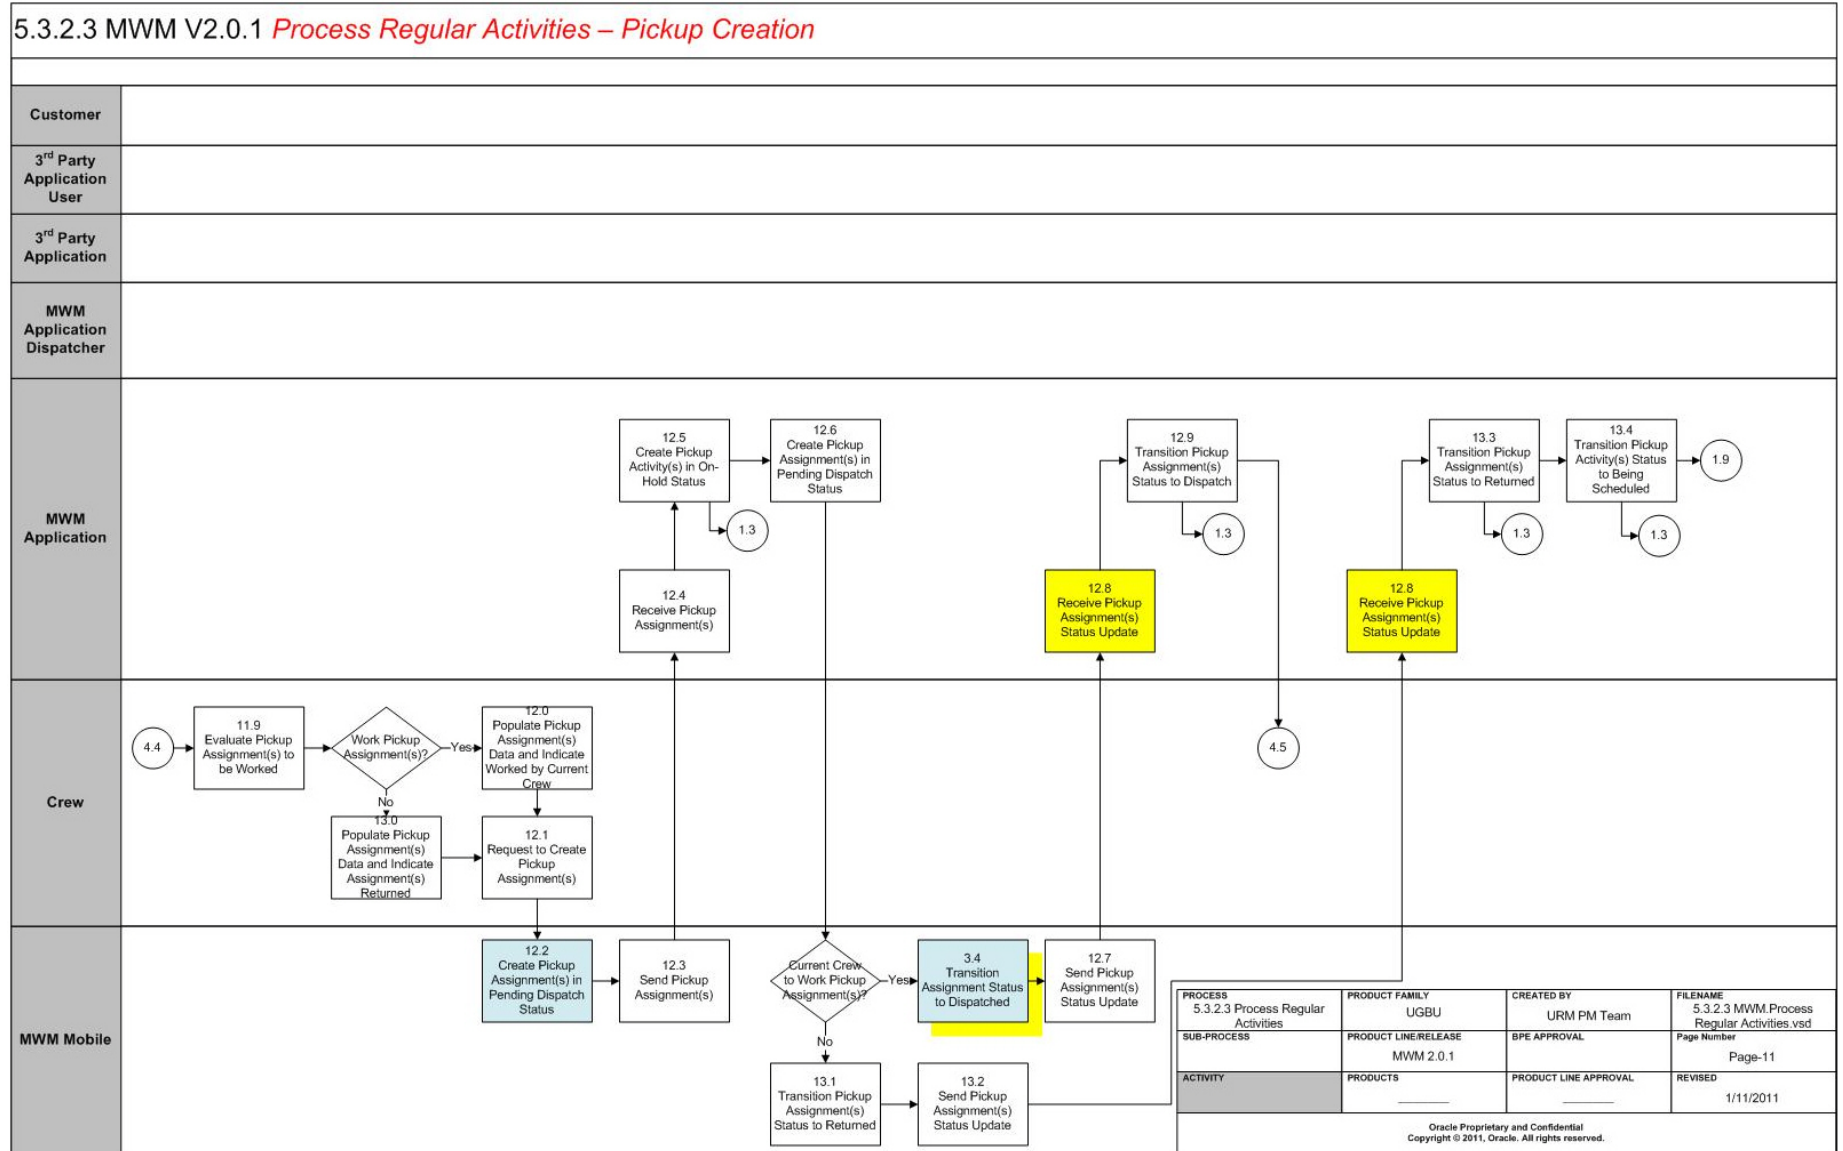 5.3.2.3 MWM V2.0.1 Process Regular Activities – Pickup Creation
Customer
3rd Party
Application
User
3rd Party
Application
MWM
Application
Dispatcher
MWM
Application
12.5
Create Pickup
Activity(s) in On-
Hold Status
12.6
Create Pickup
Assignment(s) in
Pending Dispatch
Status
1.3
12.4
Receive Pickup
Assignment(s)
12.9
Transition Pickup
Assignment(s)
Status to Dispatch
1.3
12.8
Receive Pickup
Assignment(s)
Status Update
13.3
Transition Pickup
Assignment(s)
Status to Returned
13.4
Transition Pickup
Activity(s) Status
to Being
Scheduled
1.9
1.3
1.3
12.8
Receive Pickup
Assignment(s)
Status Update
Crew
4.4
11.9
Evaluate Pickup
Assignment(s) to
be Worked
Work Pickup
Assignment(s)?
Yes
12.0
Populate Pickup
Assignment(s)
Data and Indicate
Worked by Current
Crew
No
13.0
Populate Pickup
Assignment(s)
Data and Indicate
Assignment(s)
Returned
12.1
Request to Create
Pickup
Assignment(s)
4.5
MWM Mobile
12.2
Create Pickup
Assignment(s) in
Pending Dispatch
Status
12.3
Send Pickup
Assignment(s)
Current Crew
to Work Pickup
Assignment(s)?
Yes
3.4
Transition
Assignment Status
to Dispatched
12.7
Send Pickup
Assignment(s)
Status Update
No
13.1
Transition Pickup
Assignment(s)
Status to Returned
13.2
Send Pickup
Assignment(s)
Status Update
PROCESS
5.3.2.3 Process Regular
Activities
PRODUCT FAMILY
UGBU
CREATED BY
URM PM Team
FILENAME
5.3.2.3 MWM.Process
Regular Activities.vsd
SUB-PROCESS
PRODUCT LINE/RELEASE
MWM 2.0.1
BPE APPROVAL
Page Number
Page-11
ACTIVITY
PRODUCTS
________
PRODUCT LINE APPROVAL
________
REVISED
1/11/2011
Oracle Proprietary and Confidential
Copyright © 2011, Oracle. All rights reserved.